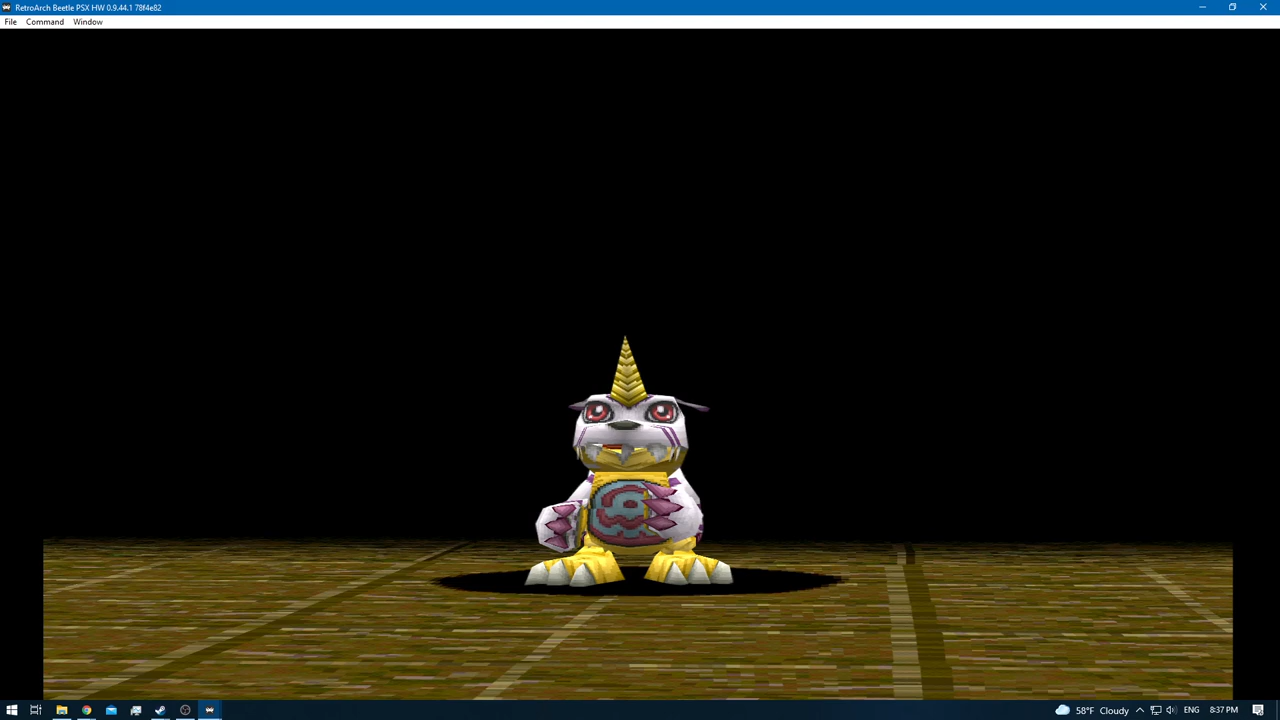 RetroArch Beetle PSX HW 0.9.44.1 78f4e82
File Command Window
58°F Cloudy ENG 8:37 PM